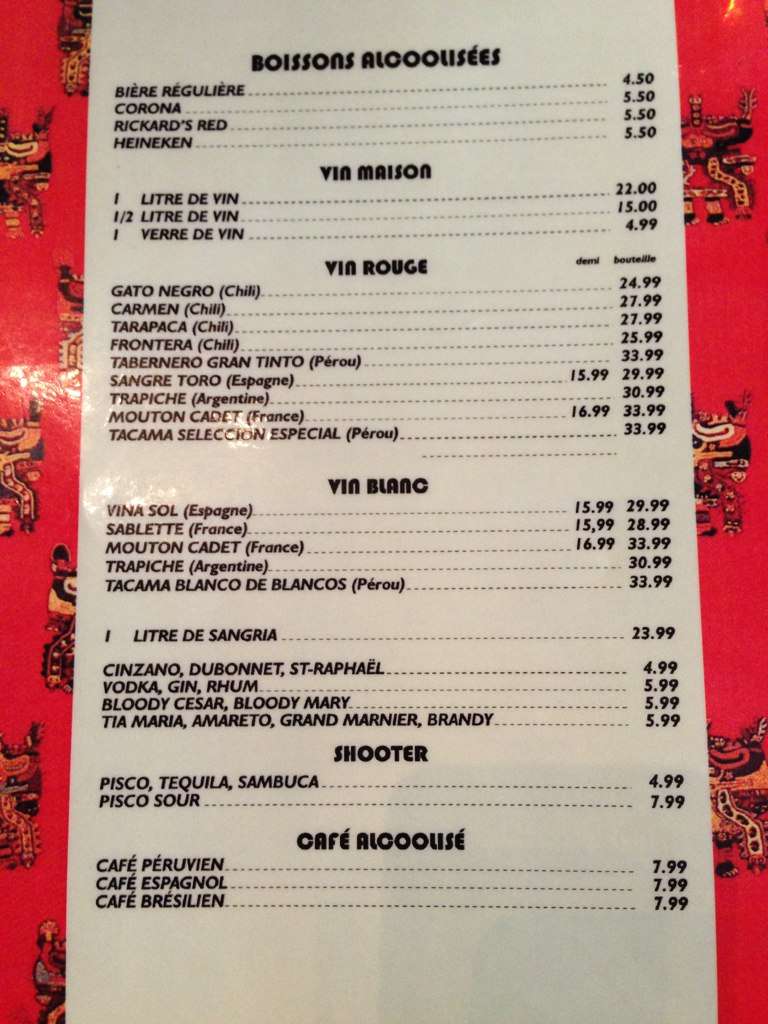 BOISSONS ALCOOLISÉES
BIÈRE RÉGULIÈRE 4.50
CORONA 5.50
RICKARD'S RED 5.50
HEINEKEN 5.50
VIN MAISON
1 LITRE DE VIN 22.00
1/2 LITRE DE VIN 15.00
1 VERRE DE VIN 4.99
VIN ROUGE demi bouteille
GATO NEGRO (Chili) 24.99
CARMEN (Chili) 27.99
TARAPACA (Chili) 27.99
FRONTERA (Chili) 25.99
TABERNERO GRAN TINTO (Pérou) 33.99
SANGRE TORO (Espagne) 15.99 29.99
TRAPICHE (Argentine) 30.99
MOUTON CADET (France) 16.99 33.99
TACAMA SELECCIÓN ESPECIAL (Pérou) 33.99
VIN BLANC
VINA SOL (Espagne) 15.99 29.99
SABLETTE (France) 15,99 28.99
MOUTON CADET (France) 16.99 33.99
TRAPICHE (Argentine) 30.99
TACAMA BLANCO DE BLANCOS (Pérou) 33.99
1 LITRE DE SANGRIA 23.99
CINZANO, DUBONNET, ST-RAPHAËL 4.99
VODKA, GIN, RHUM 5.99
BLOODY CESAR, BLOODY MARY 5.99
TIA MARIA, AMARETO, GRAND MARNIER, BRANDY 5.99
SHOOTER
PISCO, TEQUILA, SAMBUCA 4.99
PISCO SOUR 7.99
CAFÉ ALCOOLISÉ
CAFÉ PÉRUVIEN 7.99
CAFÉ ESPAGNOL 7.99
CAFÉ BRÉSILIEN 7.99